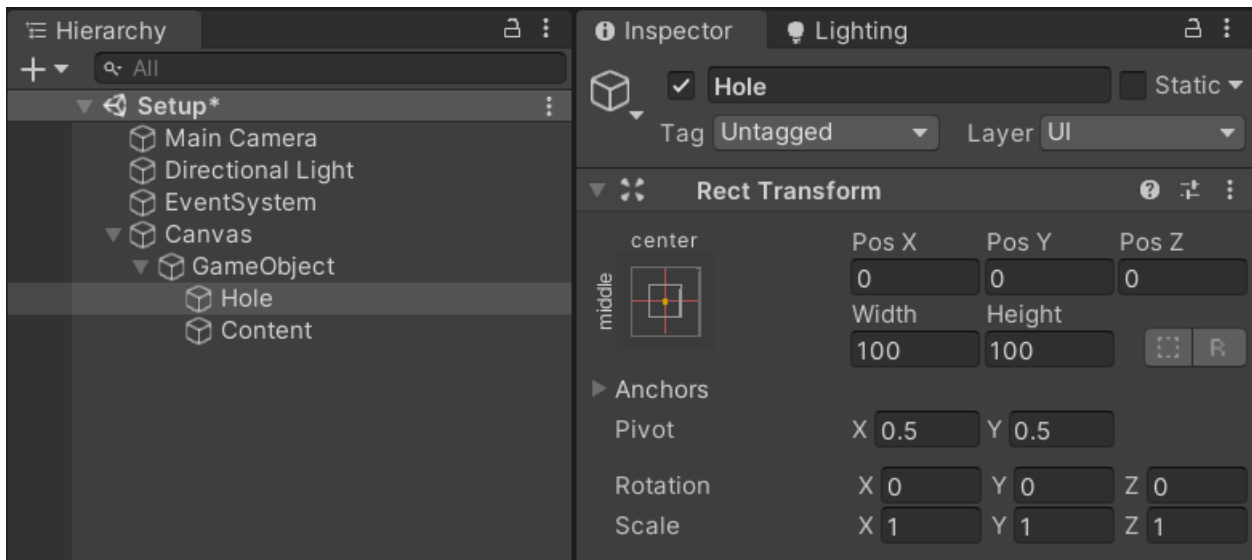 Hierarchy
All
Setup*
Main Camera
Directional Light
EventSystem
Canvas
GameObject
Hole
Content
Inspector Lighting
Hole Static
Tag Untagged Layer UI
Rect Transform
center
middle
Pos X Pos Y Pos Z
0 0 0
Width Height
100 100 R
Anchors
Pivot X 0.5 Y 0.5
Rotation X 0 Y 0 Z 0
Scale X 1 Y 1 Z 1